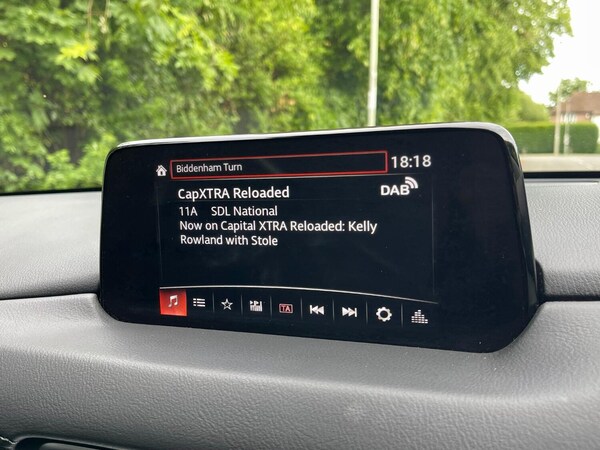 Biddenham Turn 18:18
CapXTRA Reloaded DAB
11A SDL National
Now on Capital XTRA Reloaded: Kelly
Rowland with Stole
TA